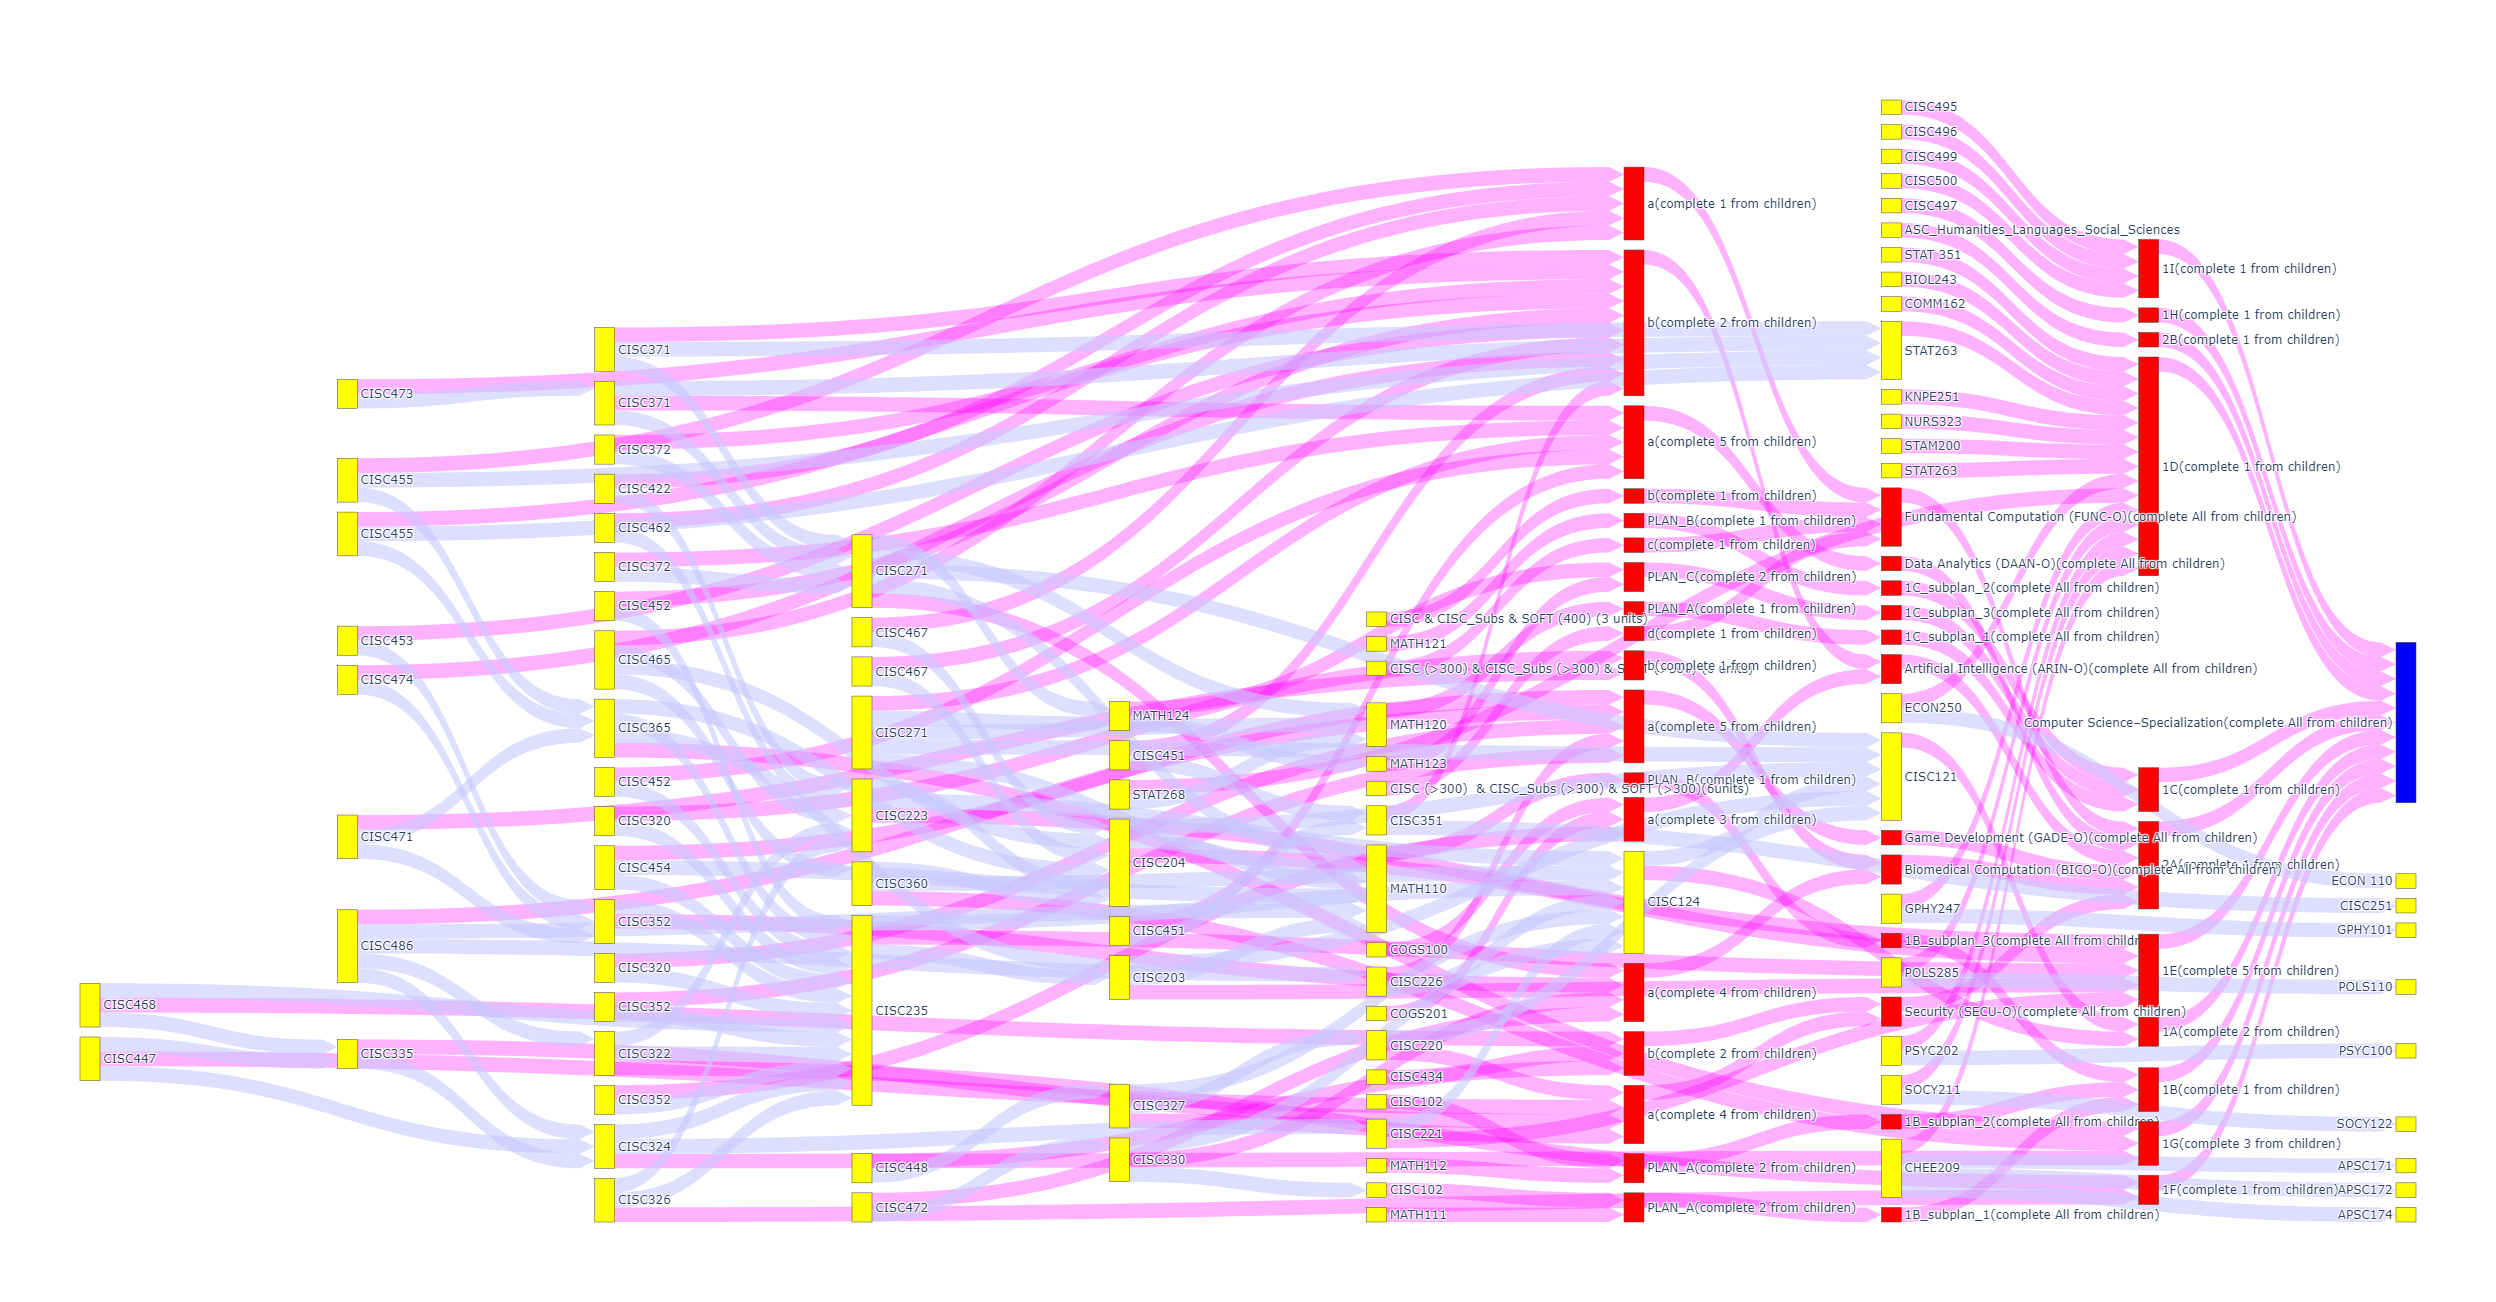 CISC468
CISC447
CISC473
CISC455
CISC455
CISC453
CISC474
CISC471
CISC486
CISC335
CISC371
CISC371
CISC372
CISC422
CISC462
CISC372
CISC452
CISC465
CISC365
CISC452
CISC320
CISC454
CISC352
CISC320
CISC352
CISC322
CISC352
CISC324
CISC326
CISC271
CISC467
CISC467
CISC271
CISC223
CISC360
CISC235
CISC448
CISC472
MATH124
CISC451
STAT268
CISC204
CISC451
CISC203
CISC327
CISC330
CISC & CISC_Subs & SOFT (400) (3 units)
MATH121
CISC (>300) & CISC_Subs (>300) & SOFT (>300) (6 units)
MATH120
MATH123
CISC (>300)  & CISC_Subs (>300) & SOFT (>300)(6units)
CISC351
MATH110
COGS100
CISC226
COGS201
CISC220
CISC434
CISC102
CISC221
MATH112
CISC102
MATH111
a(complete 1 from children)
b(complete 2 from children)
a(complete 5 from children)
b(complete 1 from children)
PLAN_B(complete 1 from children)
c(complete 1 from children)
PLAN_C(complete 2 from children)
PLAN_A(complete 1 from children)
d(complete 1 from children)
b(complete 1 from children)
a(complete 5 from children)
PLAN_B(complete 1 from children)
a(complete 3 from children)
CISC124
a(complete 4 from children)
b(complete 2 from children)
a(complete 4 from children)
PLAN_A(complete 2 from children)
PLAN_A(complete 2 from children)
CISC495
CISC496
CISC499
CISC500
CISC497
ASC_Humanities_Languages_Social_Sciences
STAT 351
BIOL243
COMM162
STAT263
KNPE251
NURS323
STAM200
STAT263
Fundamental Computation (FUNC-O)(complete All from children)
Data Analytics (DAAN-O)(complete All from children)
1C_subplan_2(complete All from children)
1C_subplan_3(complete All from children)
1C_subplan_1(complete All from children)
Artificial Intelligence (ARIN-O)(complete All from children)
ECON250
CISC121
Game Development (GADE-O)(complete All from children)
Biomedical Computation (BICO-O)(complete All from children)
GPHY247
1B_subplan_3(complete All from childr
POLS285
Security (SECU-O)(complete All from children)
PSYC202
SOCY211
1B_subplan_2(complete All from children)
CHEE209
1B_subplan_1(complete All from children)
1I(complete 1 from children)
1H(complete 1 from children)
2B(complete 1 from children)
1D(complete 1 from children)
1C(complete 1 from children)
2A(complete 1 from children)
1E(complete 5 from children)
1A(complete 2 from children)
1B(complete 1 from children)
1G(complete 3 from children)
1F(complete 1 from children)
Computer Science–Specialization(complete All from children)
ECON 110
CISC251
GPHY101
POLS110
PSYC100
SOCY122
APSC171
APSC172
APSC174